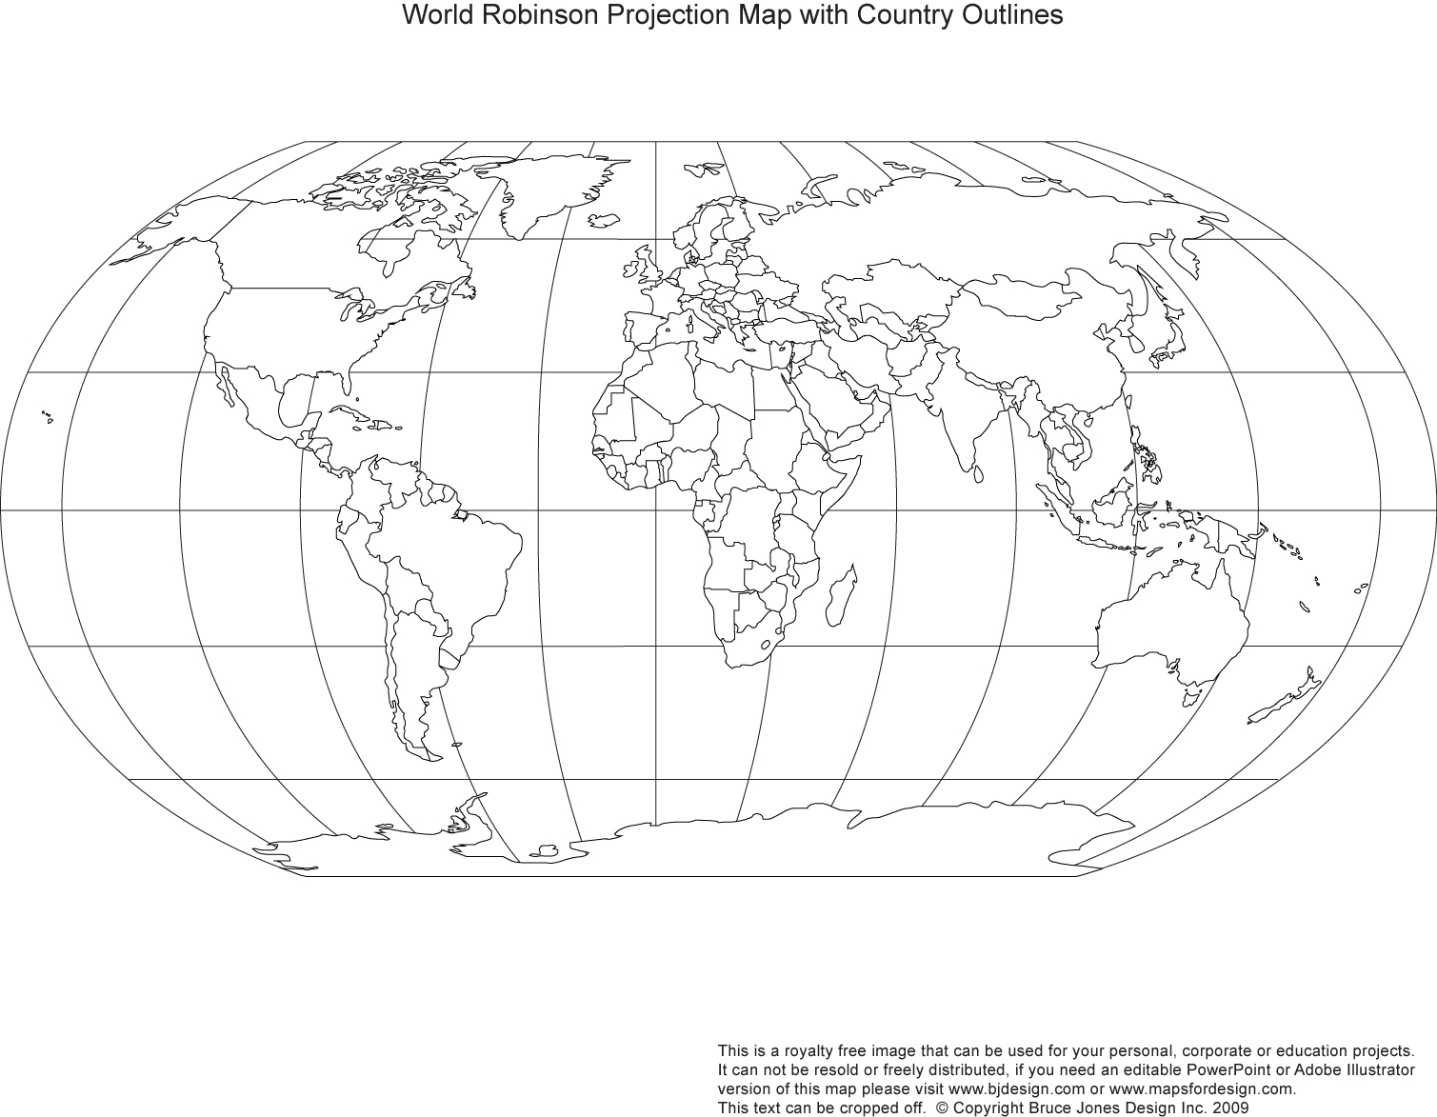 World Robinson Projection Map with Country Outlines
This is a royalty free image that can be used for your personal, corporate or education projects.
It can not be resold or freely distributed, if you need an editable PowerPoint or Adobe Illustrator
version of this map please visit www.bjdesign.com or www.mapsfordesign.com.
This text can be cropped off.  © Copyright Bruce Jones Design Inc. 2009